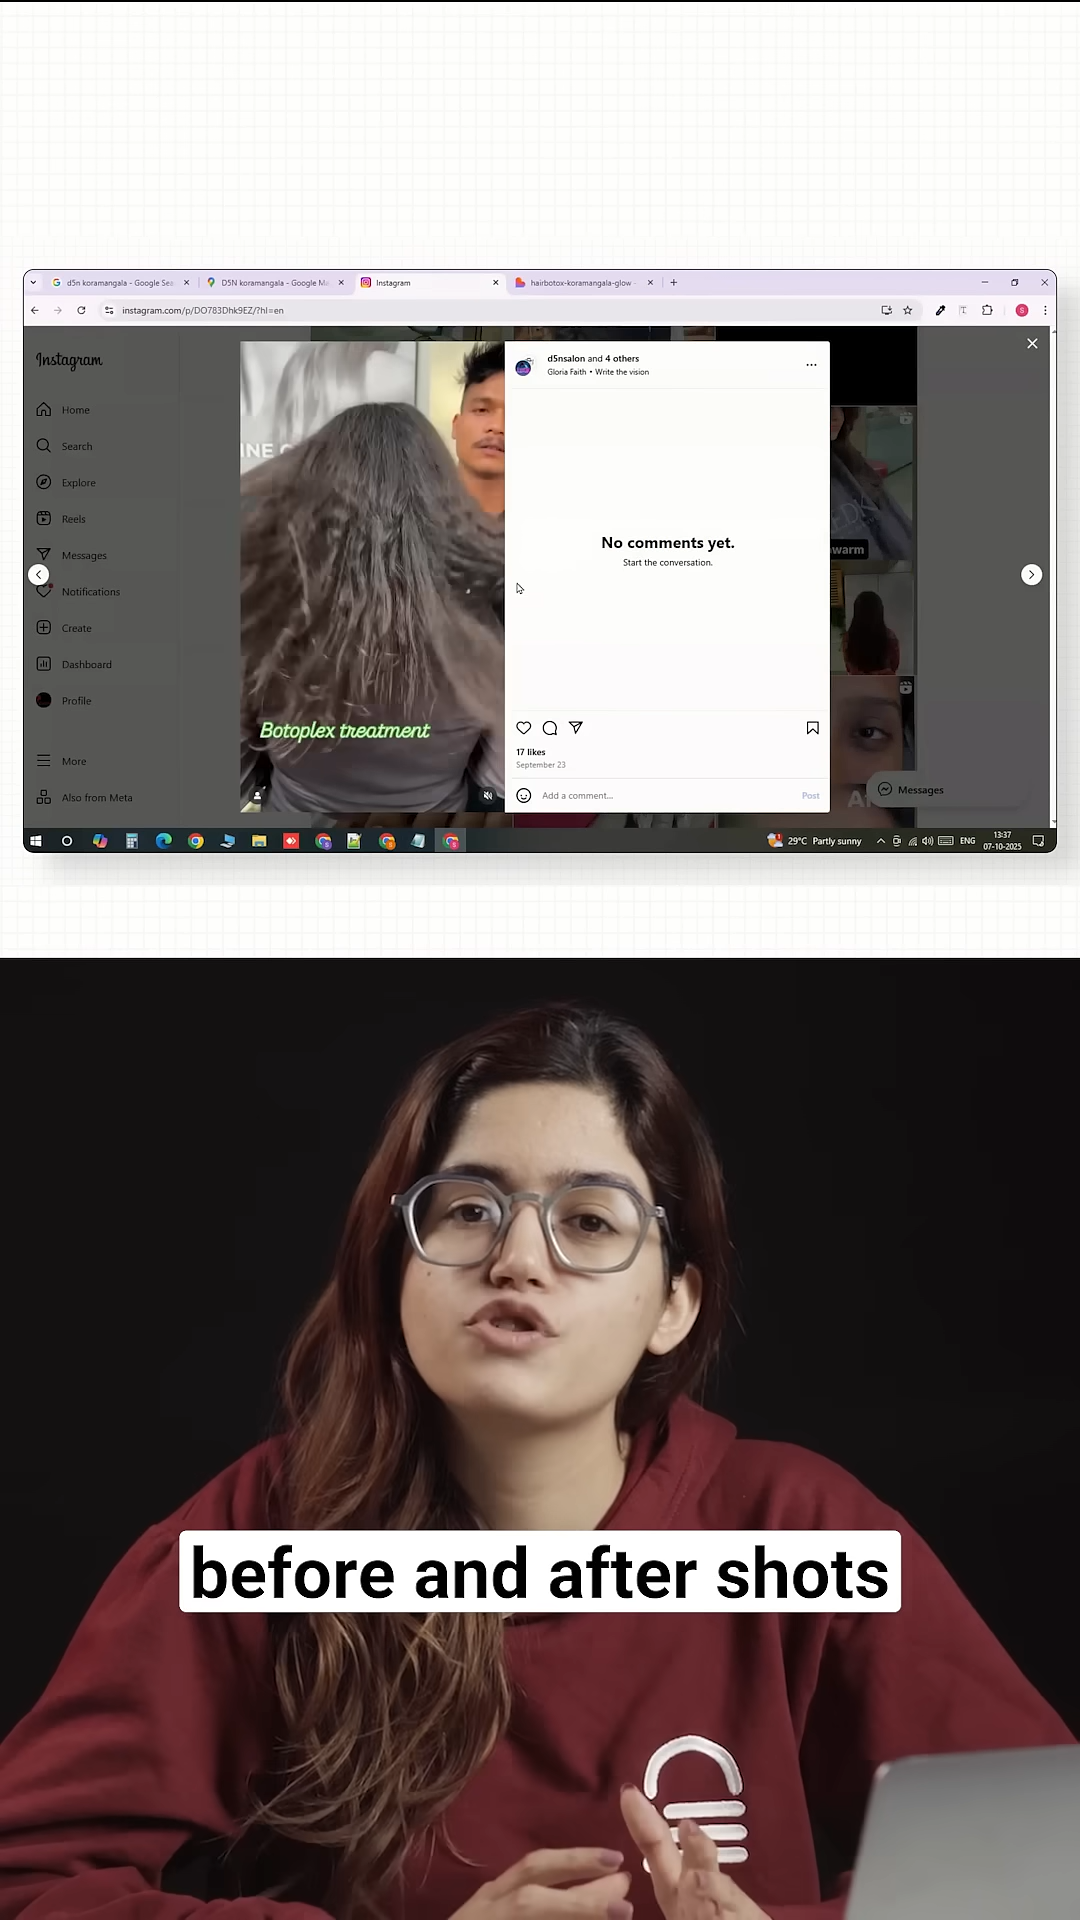 d5n koramangala - Google Sea
D5N koramangala - Google Ma
Instagram
hairbotox-koramangala-glow -
instagram.com/p/DO783Dhk9EZ/?hl=en
Instagram
Home
Search
Explore
Reels
Messages
Notifications
Create
Dashboard
Profile
More
Also from Meta
INE
Botoplex treatment
d5nsalon and 4 others
Gloria Faith • Write the vision
No comments yet.
Start the conversation.
17 likes
September 23
Add a comment...
Post
warm
Messages
29°C Partly sunny
ENG
13:37
07-10-2025
before and after shots